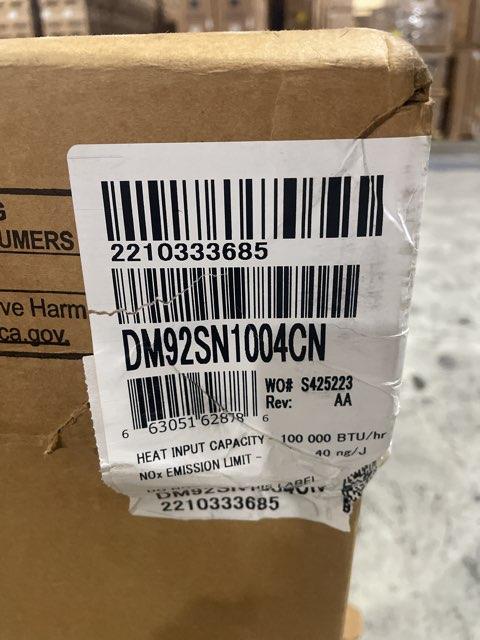 G
UMERS
ve Harm
ca.gov.
2210333685
DM92SN1004CN
WO# S425223
Rev: AA
6 63051 62878 6
HEAT INPUT CAPACITY - 100 000 BTU/hr
NOx EMISSION LIMIT - 40 ng/J
LABEL
2210333685